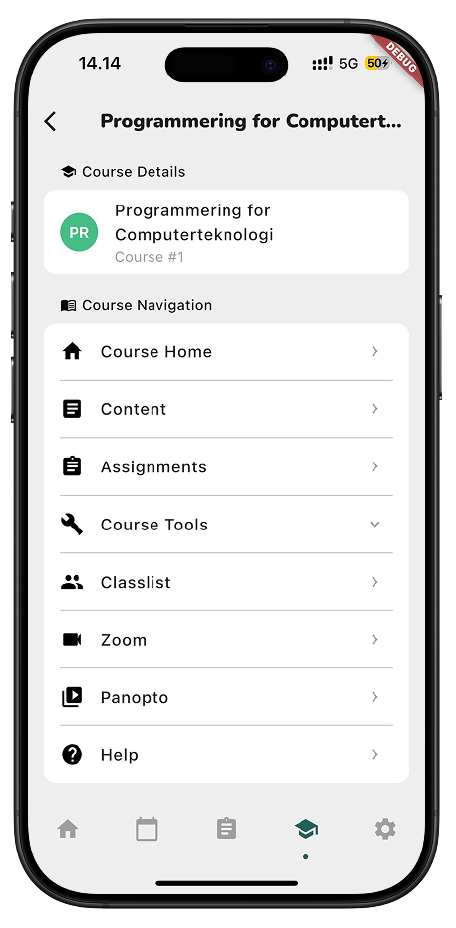 14.14
5G
50
DEBUG
Programmering for Computert...
Course Details
PR
Programmering for
Computerteknologi
Course #1
Course Navigation
Course Home
Content
Assignments
Course Tools
Classlist
Zoom
Panopto
Help